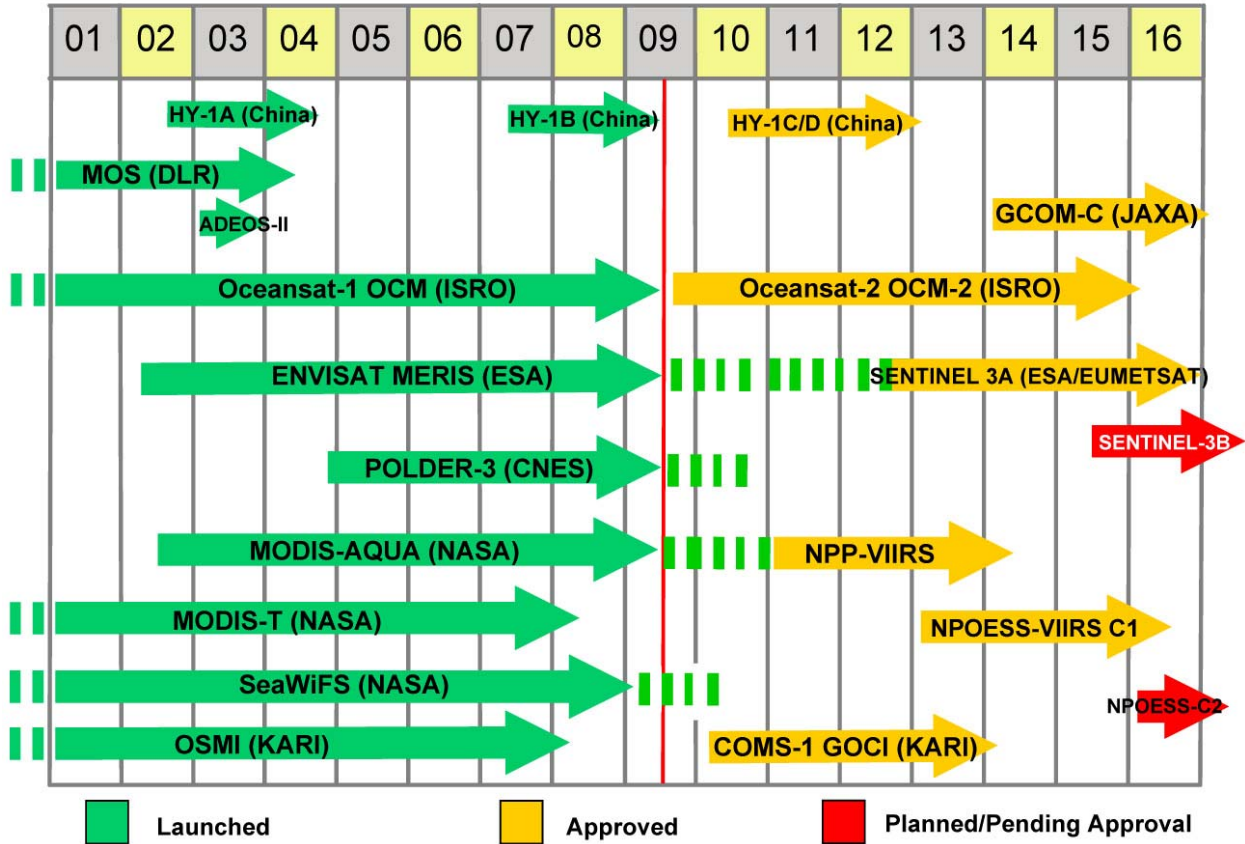 01 02 03 04 05 06 07 08 09 10 11 12 13 14 15 16
HY-1A (China) HY-1B (China) HY-1C/D (China)
MOS (DLR)
ADEOS-II GCOM-C (JAXA)
Oceansat-1 OCM (ISRO) Oceansat-2 OCM-2 (ISRO)
ENVISAT MERIS (ESA) SENTINEL 3A (ESA/EUMETSAT)
SENTINEL-3B
POLDER-3 (CNES)
MODIS-AQUA (NASA) NPP-VIIRS
MODIS-T (NASA) NPOESS-VIIRS C1
SeaWiFS (NASA) NPOESS-C2
OSMI (KARI) COMS-1 GOCI (KARI)
Launched Approved Planned/Pending Approval